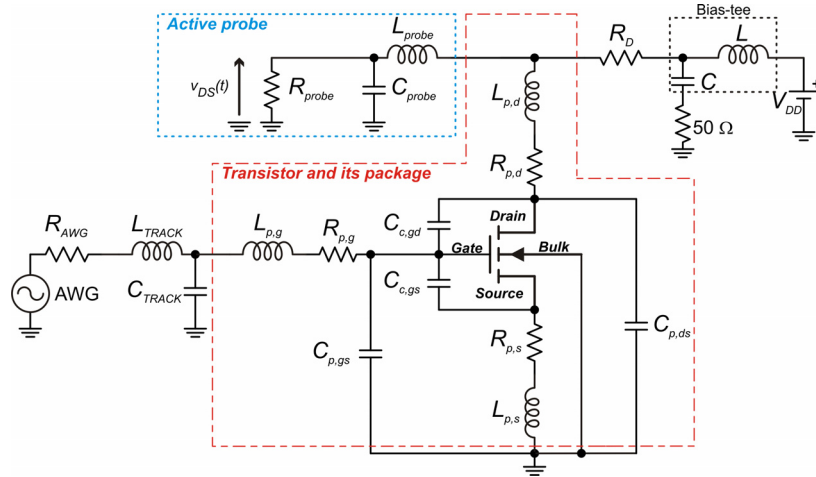 Bias-tee
Active probe
L_probe
R_D
L
v_DS(t)
R_probe
C_probe
L_p,d
C
V_DD
+
50 Ω
R_p,d
Transistor and its package
R_AWG
L_TRACK
L_p,g
R_p,g
C_c,gd
Drain
Gate
Bulk
AWG
C_TRACK
C_c,gs
Source
C_p,gs
R_p,s
C_p,ds
L_p,s